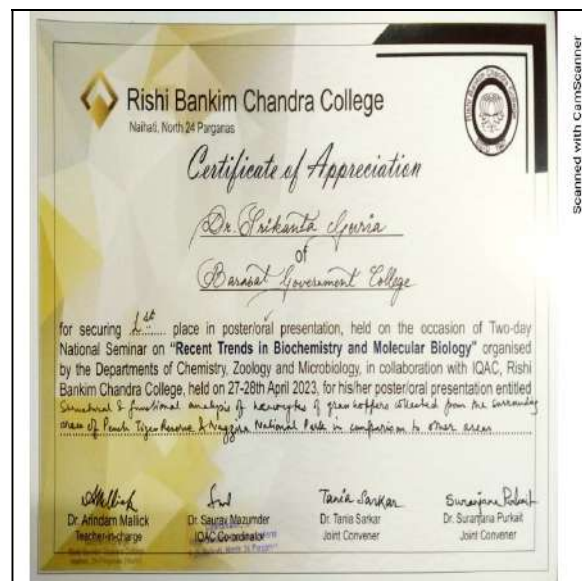 Rishi Bankim Chandra College
Naihati, North 24 Parganas
Certificate of Appreciation
Dr. Srikanta Guria
of
Barasat Government College
for securing 1st place in poster/oral presentation, held on the occasion of Two-day
National Seminar on "Recent Trends in Biochemistry and Molecular Biology" organised
by the Departments of Chemistry, Zoology and Microbiology, in collaboration with IQAC, Rishi
Bankim Chandra College, held on 27-28th April 2023, for his/her poster/oral presentation entitled
Structural & functional analysis of hemocytes of grasshoppers collected from the surrounding
areas of Pench Tiger Reserve & Nagzira National Park in comparison to other areas
AMallick
Tania Sarkar
Suranjana Purkait
Dr. Arindam Mallick
Dr. Saurav Mazumder
Dr. Tania Sarkar
Dr. Suranjana Purkait
Teacher-in-charge
IQAC Coordinator
Joint Convener
Joint Convener
Scanned with CamScanner